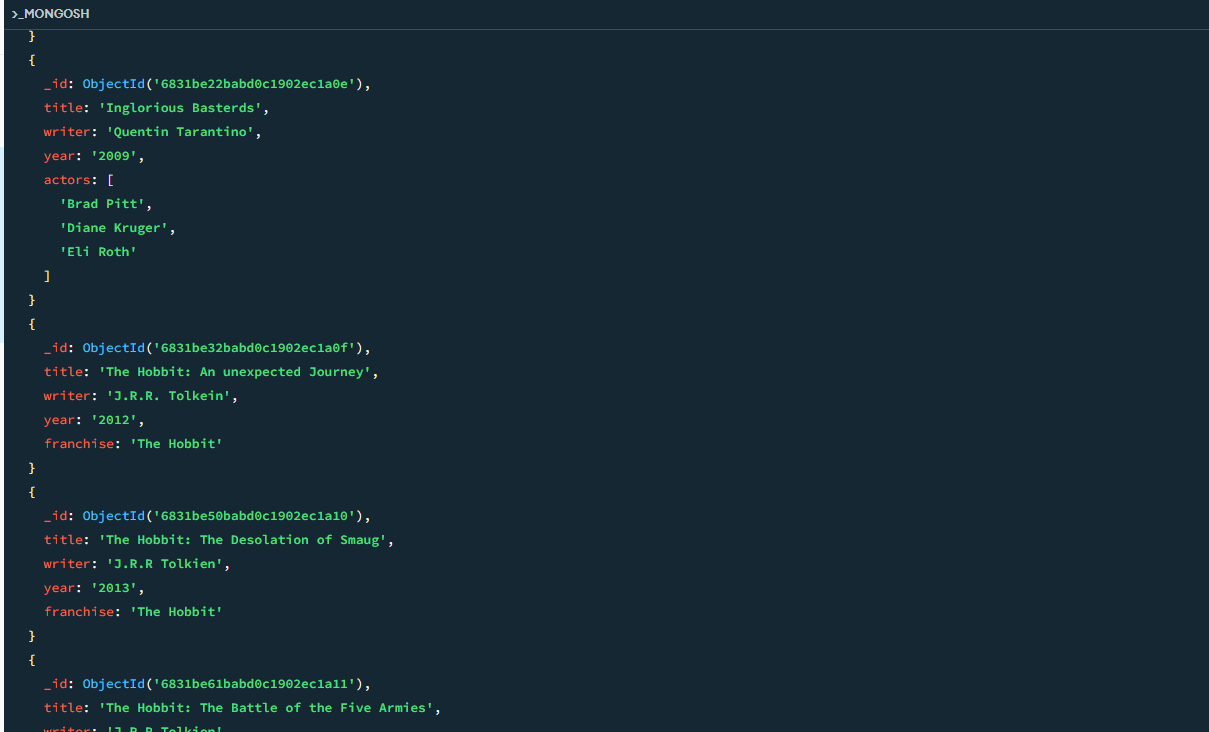 >_MONGOSH
}
{
_id: ObjectId('6831be22babd0c1902ec1a0e'),
title: 'Inglorious Basterds',
writer: 'Quentin Tarantino',
year: '2009',
actors: [
'Brad Pitt',
'Diane Kruger',
'Eli Roth'
]
}
{
_id: ObjectId('6831be32babd0c1902ec1a0f'),
title: 'The Hobbit: An unexpected Journey',
writer: 'J.R.R. Tolkein',
year: '2012',
franchise: 'The Hobbit'
}
{
_id: ObjectId('6831be50babd0c1902ec1a10'),
title: 'The Hobbit: The Desolation of Smaug',
writer: 'J.R.R Tolkien',
year: '2013',
franchise: 'The Hobbit'
}
{
_id: ObjectId('6831be61babd0c1902ec1a11'),
title: 'The Hobbit: The Battle of the Five Armies',
writer: 'J.R.R Tolkien'